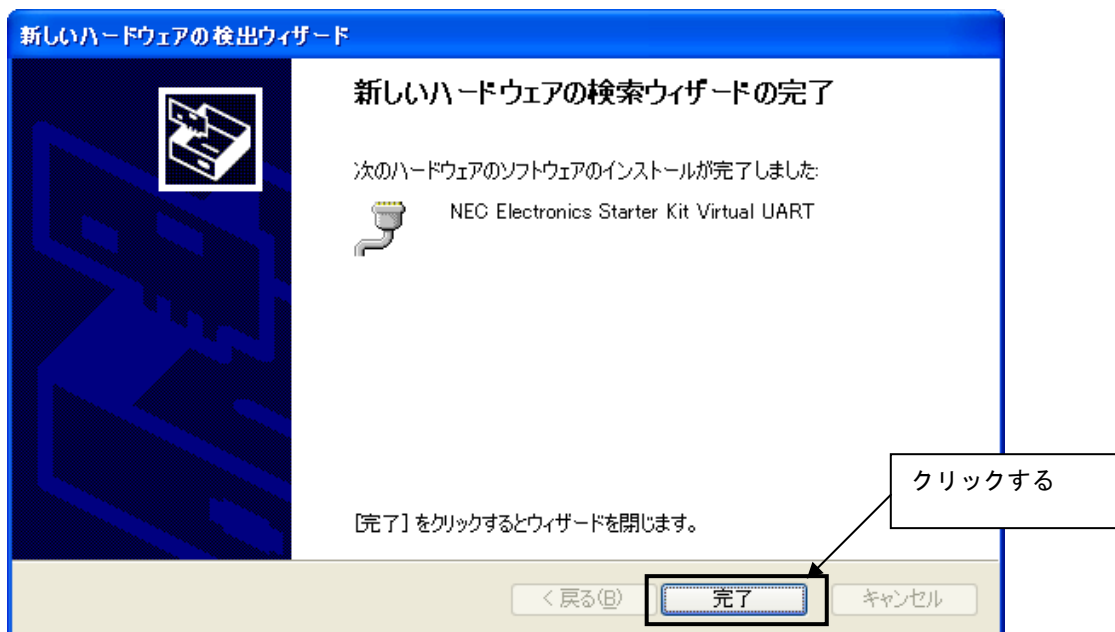 新しいハードウェアの検出ウィザード
新しいハードウェアの検索ウィザードの完了
次のハードウェアのソフトウェアのインストールが完了しました:
NEC Electronics Starter Kit Virtual UART
クリックする
[完了] をクリックするとウィザードを閉じます。
< 戻る(B)
完了
キャンセル